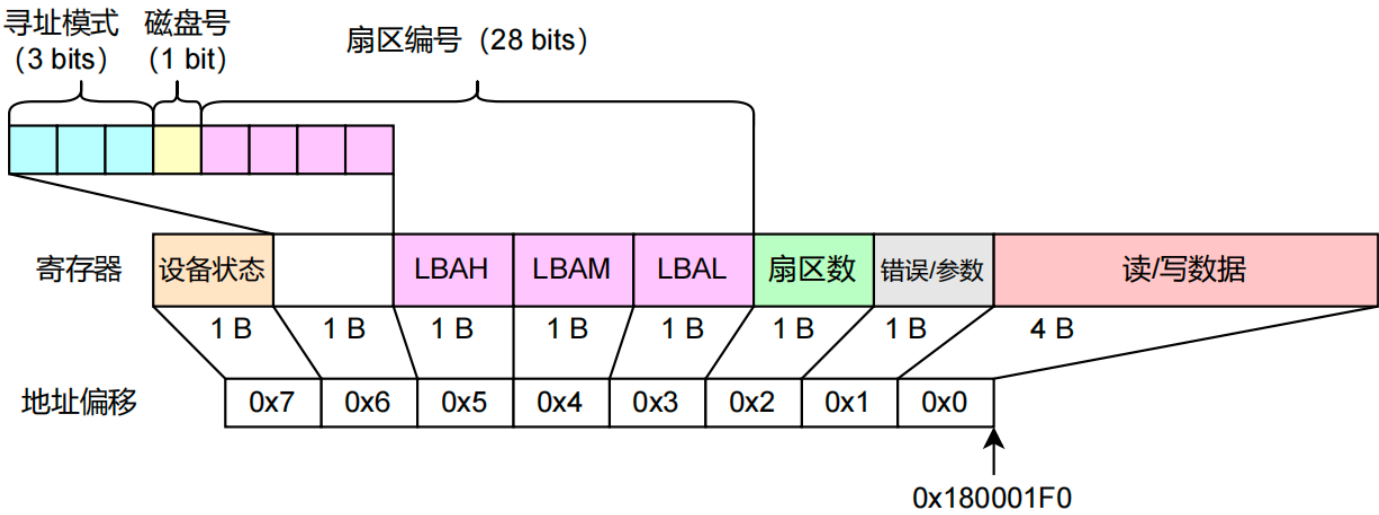 寻址模式
（3 bits）
磁盘号
（1 bit）
扇区编号（28 bits）
寄存器
设备状态
LBAH
LBAM
LBAL
扇区数
错误/参数
读/写数据
1 B
1 B
1 B
1 B
1 B
1 B
1 B
4 B
地址偏移
0x7
0x6
0x5
0x4
0x3
0x2
0x1
0x0
0x180001F0